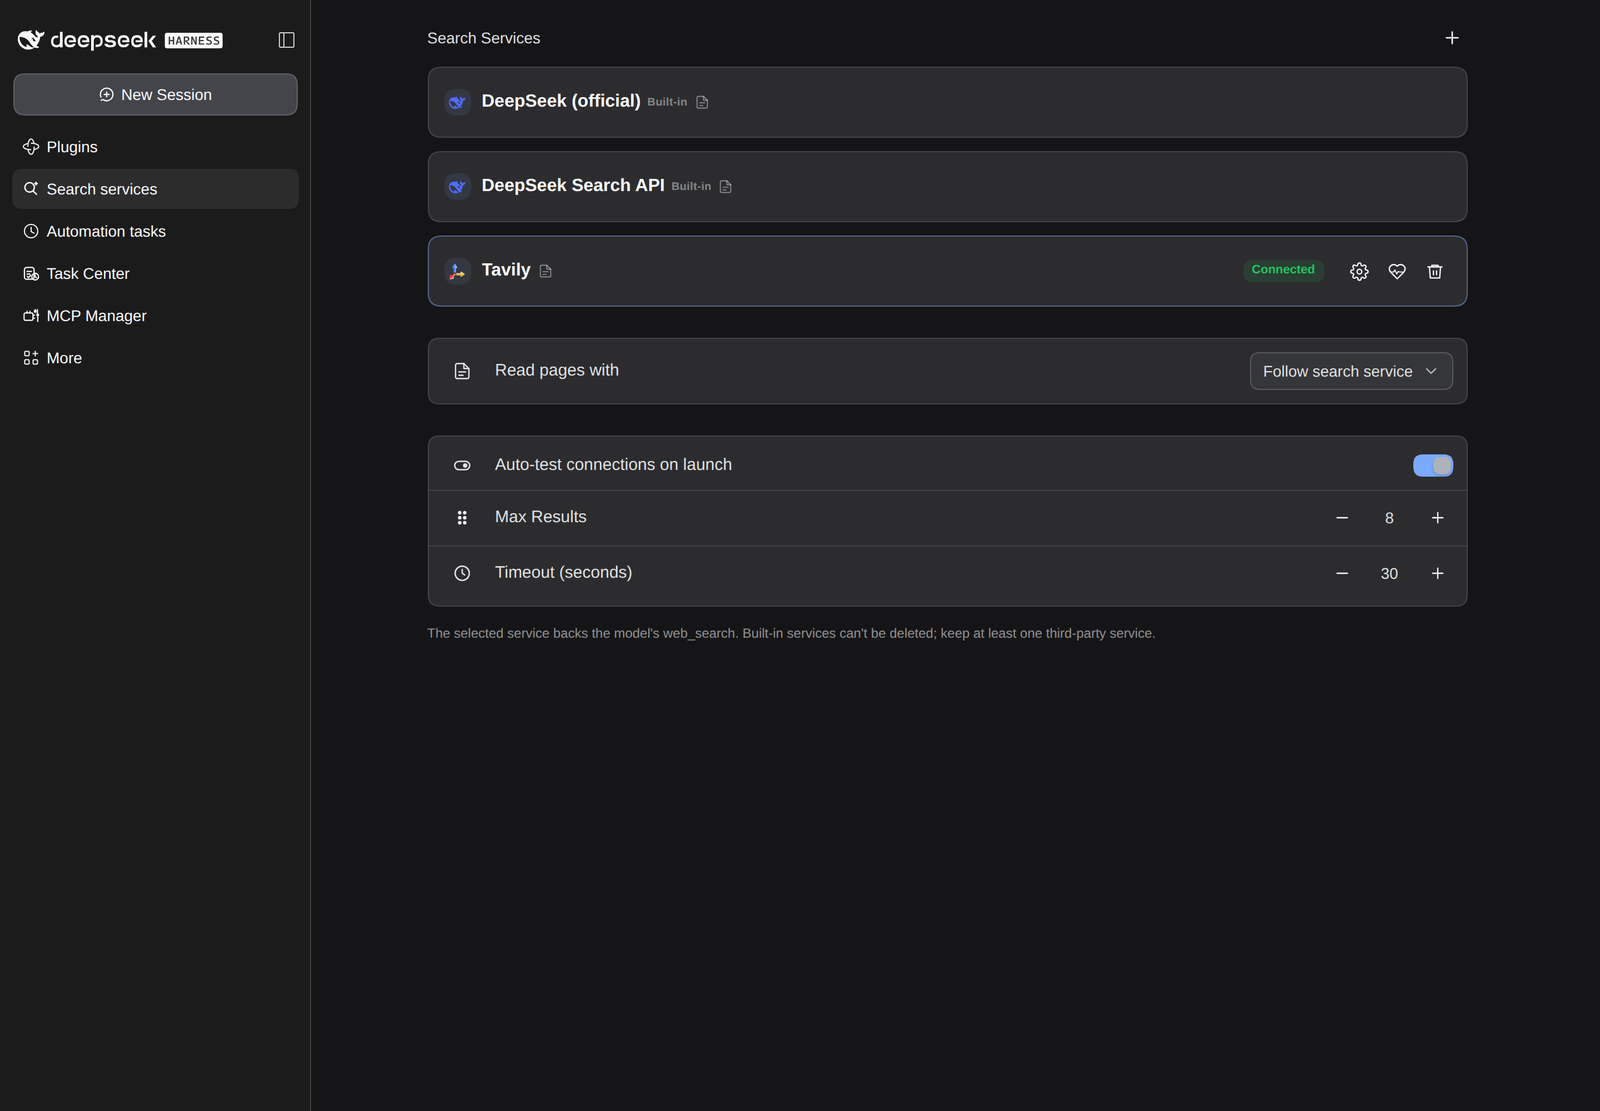 deepseek HARNESS
New Session
Plugins
Search services
Automation tasks
Task Center
MCP Manager
More
Search Services
DeepSeek (official) Built-in
DeepSeek Search API Built-in
Tavily Connected
Read pages with Follow search service
Auto-test connections on launch
Max Results 8
Timeout (seconds) 30
The selected service backs the model's web_search. Built-in services can't be deleted; keep at least one third-party service.